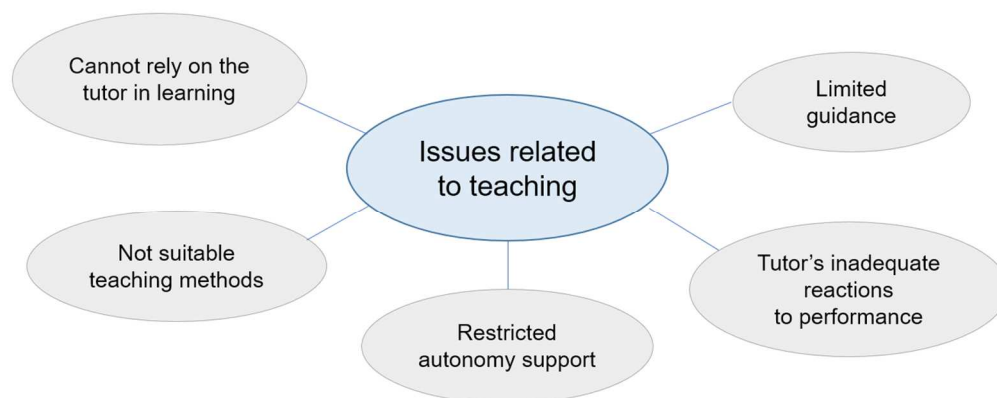 Cannot rely on the
tutor in learning
Limited
guidance
Issues related
to teaching
Not suitable
teaching methods
Tutor’s inadequate
reactions
to performance
Restricted
autonomy support